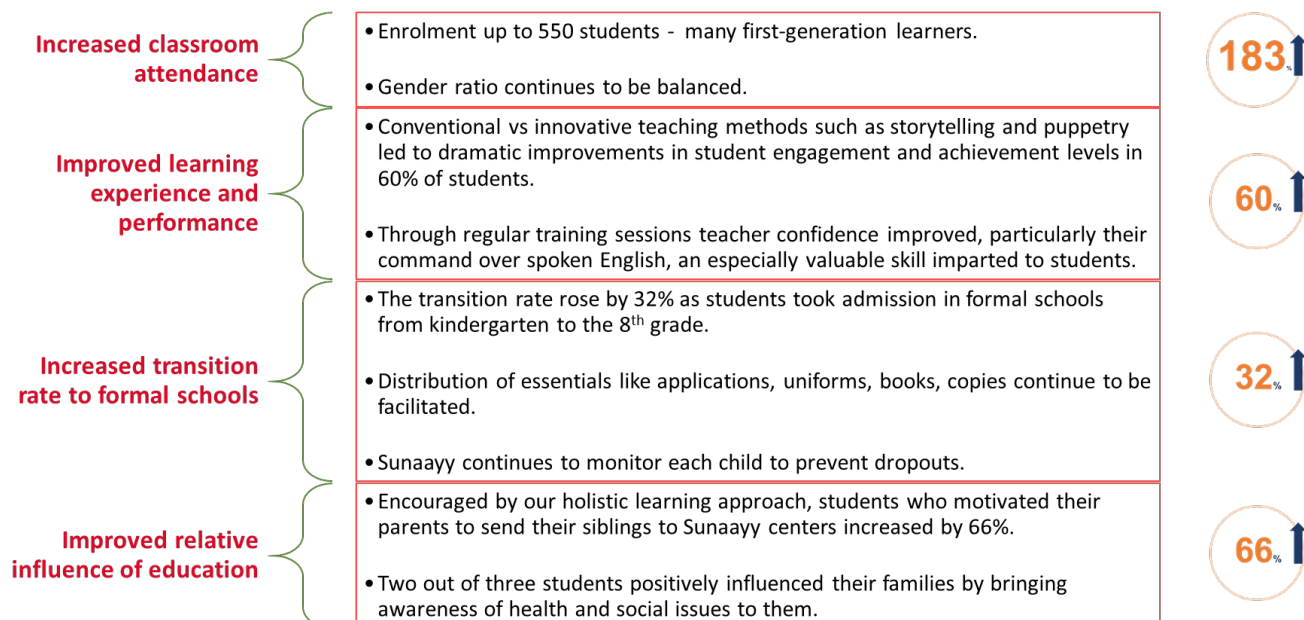 Increased classroom
attendance
• Enrolment up to 550 students - many first-generation learners.
• Gender ratio continues to be balanced.
183%
Improved learning
experience and
performance
• Conventional vs innovative teaching methods such as storytelling and puppetry
led to dramatic improvements in student engagement and achievement levels in
60% of students.
• Through regular training sessions teacher confidence improved, particularly their
command over spoken English, an especially valuable skill imparted to students.
60%
Increased transition
rate to formal schools
• The transition rate rose by 32% as students took admission in formal schools
from kindergarten to the 8th grade.
• Distribution of essentials like applications, uniforms, books, copies continue to be
facilitated.
• Sunaayy continues to monitor each child to prevent dropouts.
32%
Improved relative
influence of education
• Encouraged by our holistic learning approach, students who motivated their
parents to send their siblings to Sunaayy centers increased by 66%.
• Two out of three students positively influenced their families by bringing
awareness of health and social issues to them.
66%